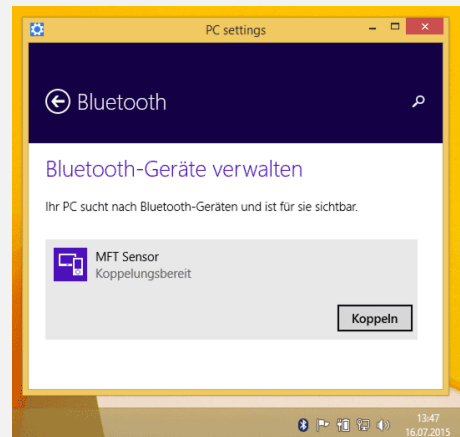 PC settings
Bluetooth
Bluetooth-Geräte verwalten
Ihr PC sucht nach Bluetooth-Geräten und ist für sie sichtbar.
MFT Sensor
Koppelungsbereit
Koppeln
13:47
16.07.2015